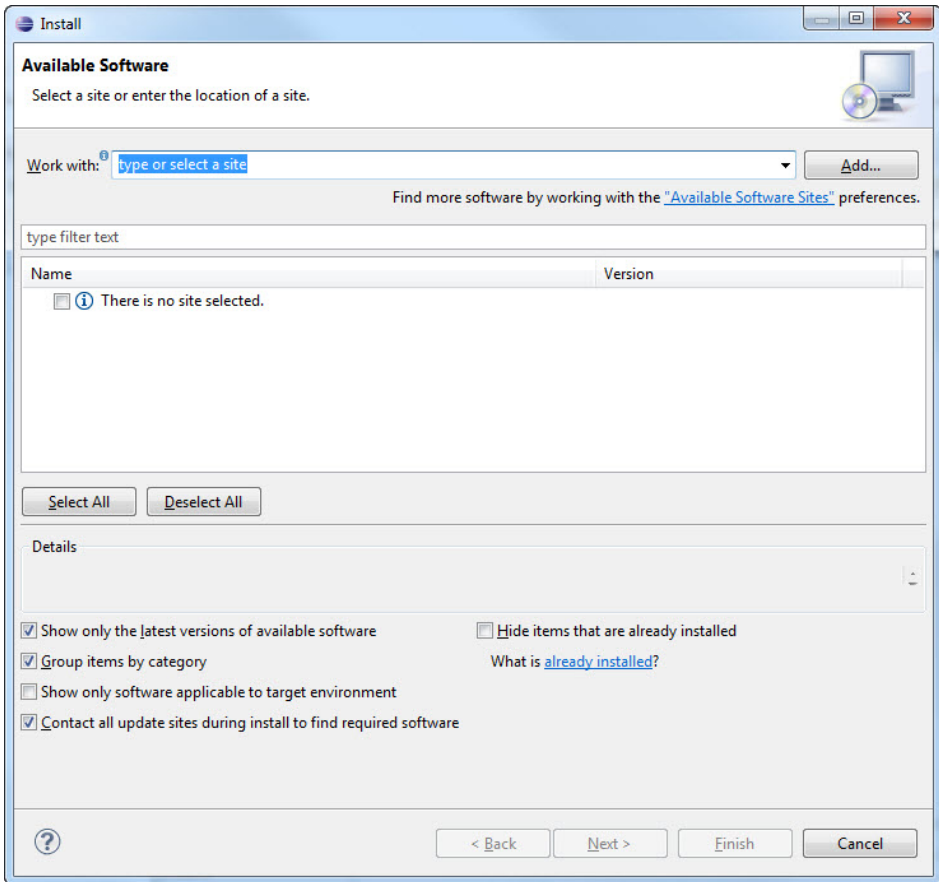 Install
Available Software
Select a site or enter the location of a site.
Work with: type or select a site Add...
Find more software by working with the "Available Software Sites" preferences.
type filter text
Name Version
There is no site selected.
Select All Deselect All
Details
Show only the latest versions of available software Hide items that are already installed
Group items by category What is already installed?
Show only software applicable to target environment
Contact all update sites during install to find required software
? < Back Next > Finish Cancel